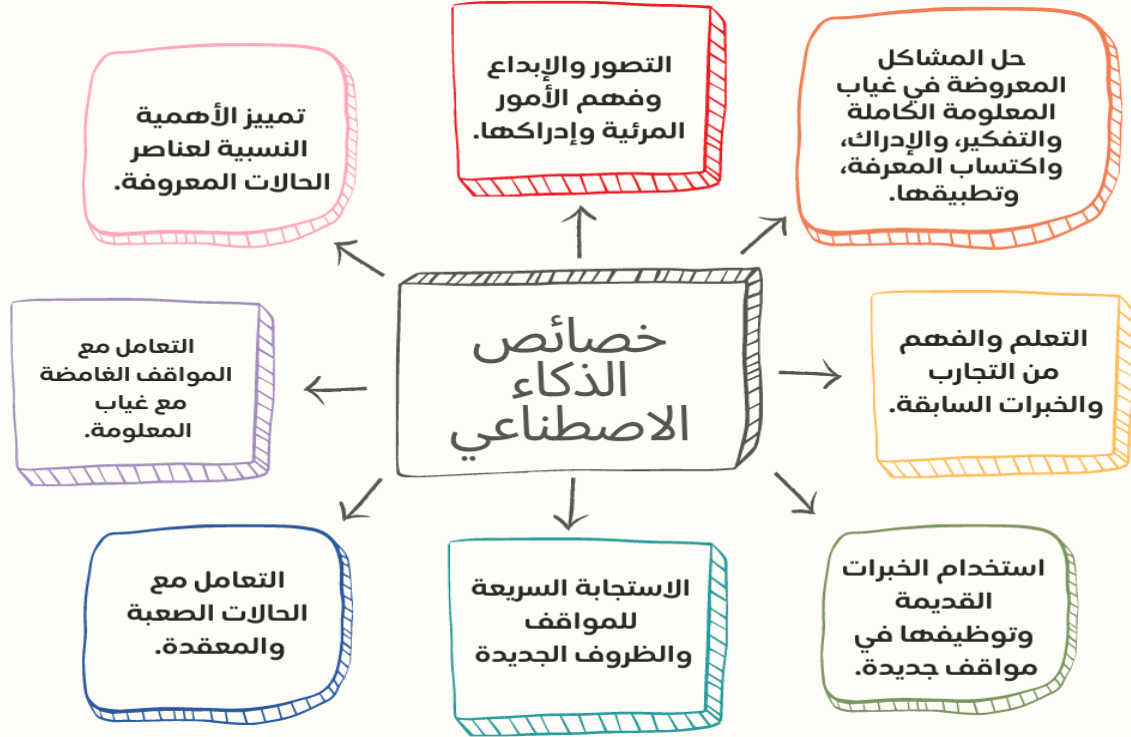 خصائص
الذكاء
الاصطناعي
حل المشاكل
المعروضة في غياب
المعلومة الكاملة
والتفكير، والإدراك،
واكتساب المعرفة،
وتطبيقها.
التصور والإبداع
وفهم الأمور
المرئية وإدراكها.
تمييز الأهمية
النسبية لعناصر
الحالات المعروفة.
التعلم والفهم
من التجارب
والخبرات السابقة.
التعامل مع
المواقف الغامضة
مع غياب
المعلومة.
استخدام الخبرات
القديمة
وتوظيفها في
مواقف جديدة.
الاستجابة السريعة
للمواقف
والظروف الجديدة
التعامل مع
الحالات الصعبة
والمعقدة.